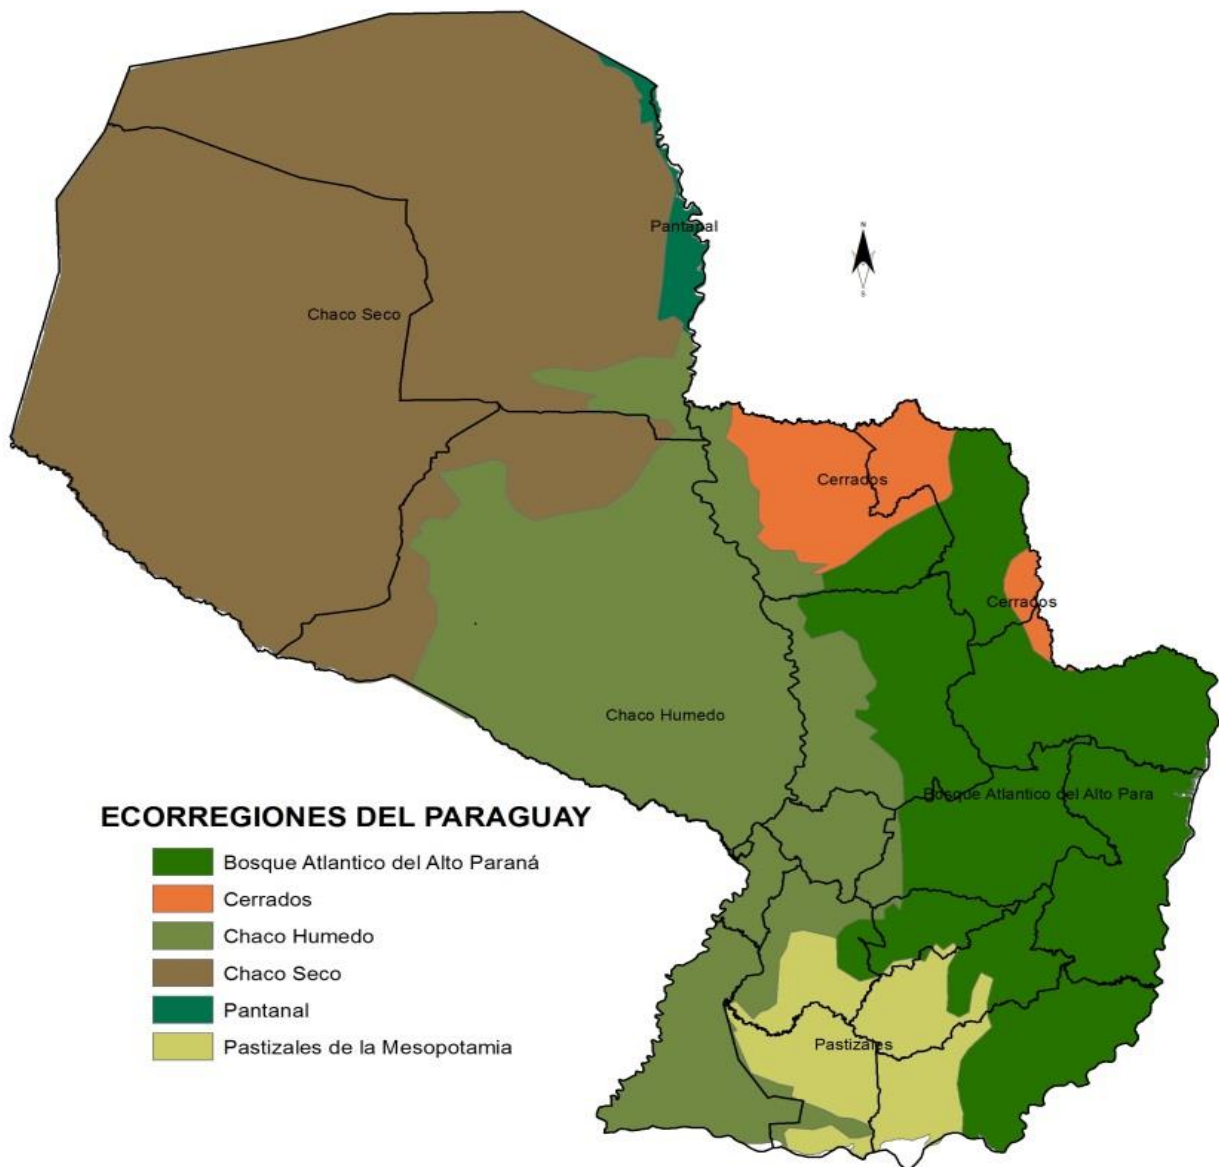 N
Pantanal
Chaco Seco
S
Cerrados
Cerrados
Chaco Humedo
Bosque Atlantico del Alto Para
ECORREGIONES DEL PARAGUAY
Bosque Atlantico del Alto Paraná
Cerrados
Chaco Humedo
Chaco Seco
Pantanal
Pastizales de la Mesopotamia
Pastizales